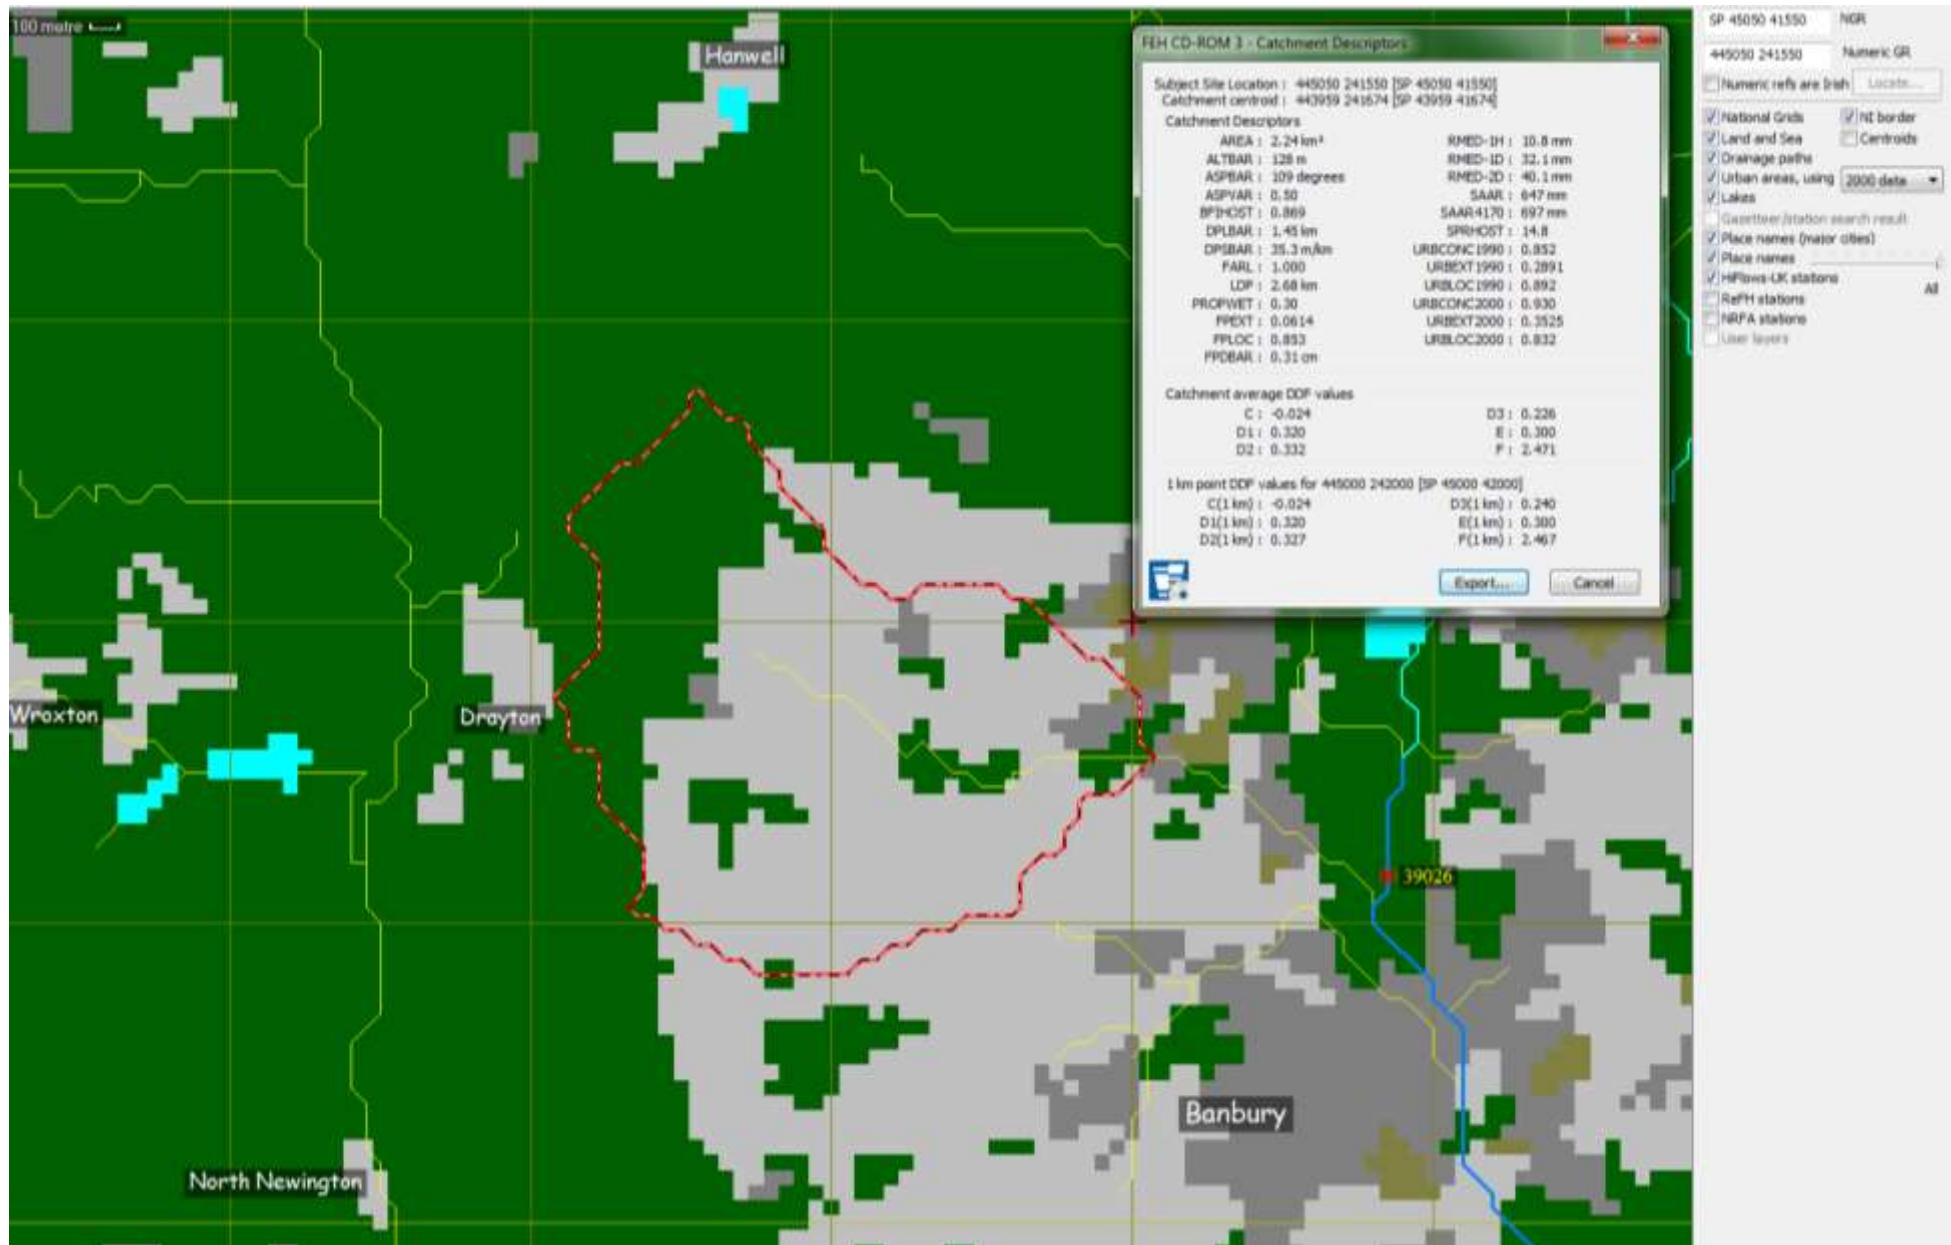 100 metre
Hanwell
Wroxton
Drayton
39026
Banbury
North Newington
FEH CD-ROM 3 - Catchment Descriptors
Subject Site Location : 445050 241550 [SP 45050 41550]
Catchment centroid : 443959 241674 [SP 43959 41674]
Catchment Descriptors
AREA : 2.24 km² RMED-1H : 10.8 mm
ALTBAR : 128 m RMED-1D : 32.1 mm
ASPBAR : 109 degrees RMED-2D : 40.1 mm
ASPVAR : 0.50 SAAR : 647 mm
BFIHOST : 0.869 SAAR4170 : 697 mm
DPLBAR : 1.45 km SPRHOST : 14.8
DPSBAR : 35.3 m/km URBCONC1990 : 0.852
FARL : 1.000 URBEXT1990 : 0.2891
LDP : 2.68 km URBLOC1990 : 0.892
PROPWET : 0.30 URBCONC2000 : 0.930
FPEXT : 0.0614 URBEXT2000 : 0.3525
FPLOC : 0.853 URBLOC2000 : 0.832
FPDBAR : 0.31 cm
Catchment average DDF values
C : -0.024 D3 : 0.226
D1 : 0.320 E : 0.300
D2 : 0.332 F : 2.471
1 km point DDF values for 445000 242000 [SP 45000 42000]
C(1 km) : -0.024 D3(1 km) : 0.240
D1(1 km) : 0.320 E(1 km) : 0.300
D2(1 km) : 0.327 F(1 km) : 2.467
Export... Cancel
SP 45050 41550 NGR
445050 241550 Numeric GR
Numeric refs are Irish Locate...
National Grids NI border
Land and Sea Centroids
Drainage paths
Urban areas, using 2000 data
Lakes
Gazetteer/station search result
Place names (major cities)
Place names
HiFlows-UK stations
All
ReFH stations
NRFA stations
User layers